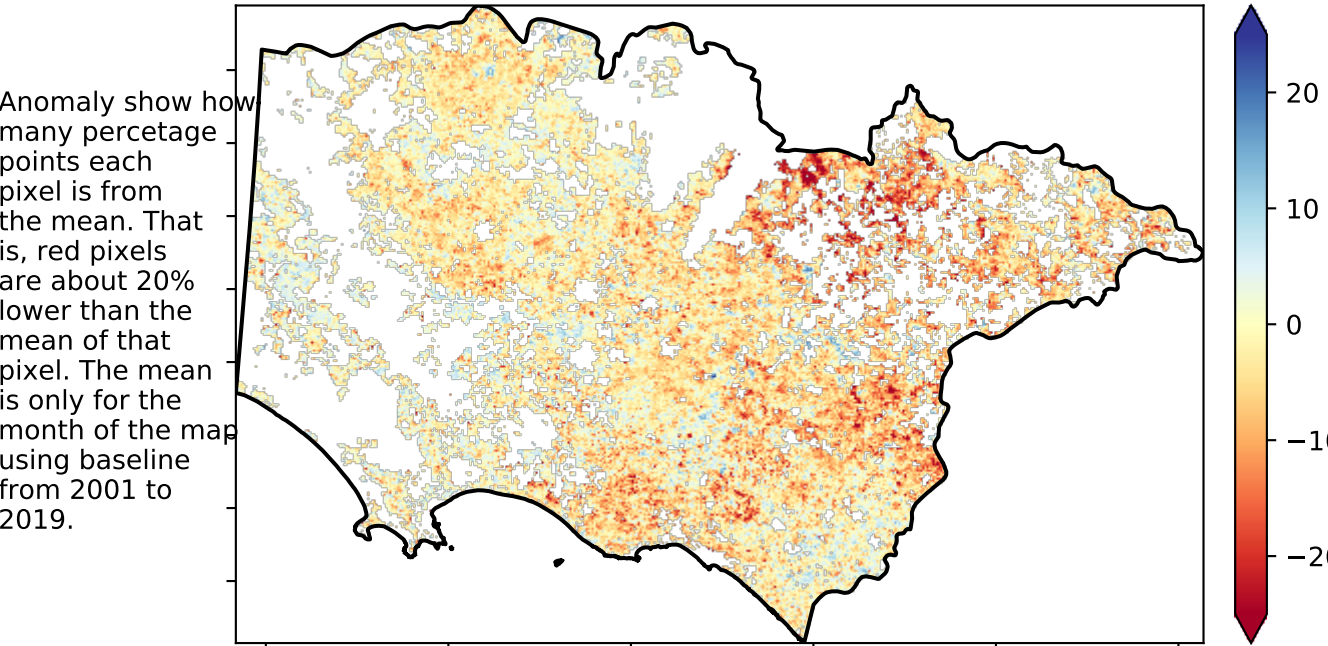 Anomaly show how
many percetage
points each
pixel is from
the mean. That
is, red pixels
are about 20%
lower than the
mean of that
pixel. The mean
is only for the
month of the map
using baseline
from 2001 to
2019.
20
10
0
−10
−20